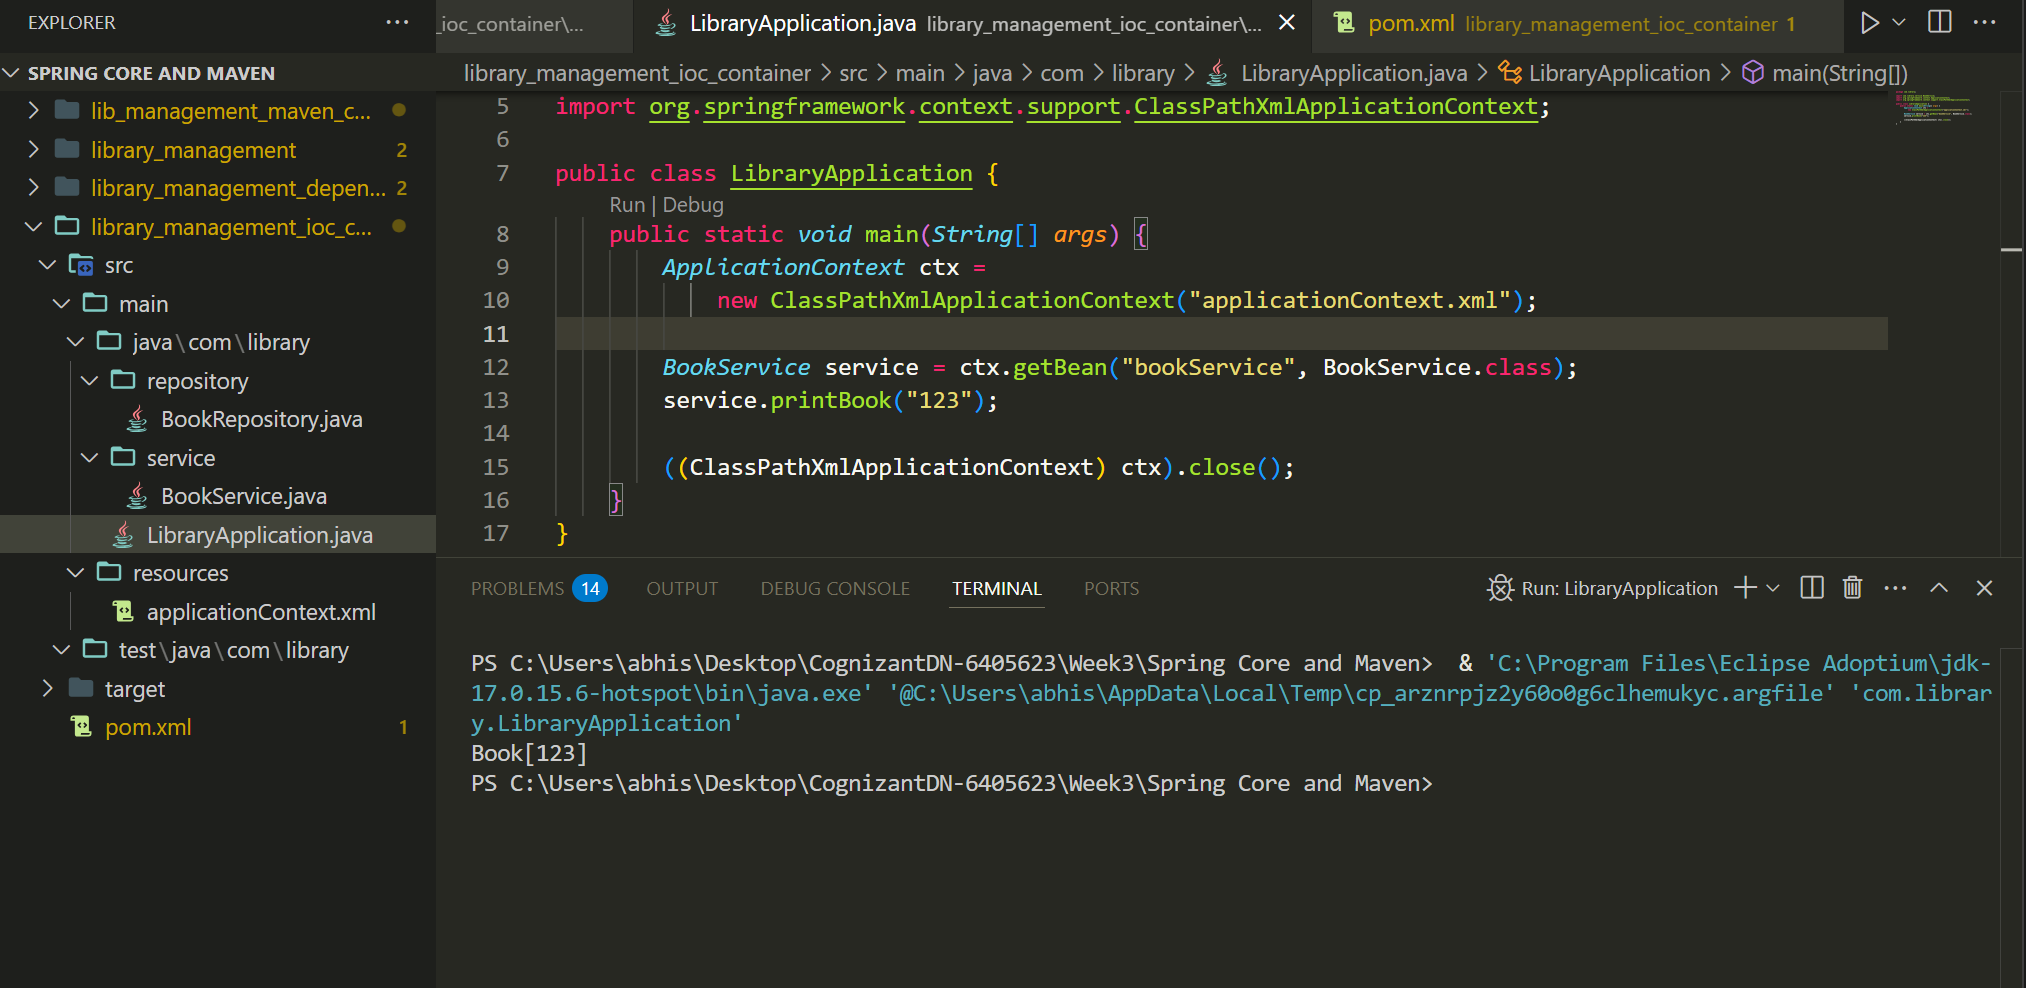 EXPLORER
SPRING CORE AND MAVEN
lib_management_maven_c...
library_management 2
library_management_depen... 2
library_management_ioc_c...
src
main
java\com\library
repository
BookRepository.java
service
BookService.java
LibraryApplication.java
resources
applicationContext.xml
test\java\com\library
target
pom.xml 1
_ioc_container\... LibraryApplication.java library_management_ioc_container\... pom.xml library_management_ioc_container 1
library_management_ioc_container > src > main > java > com > library > LibraryApplication.java > LibraryApplication > main(String[])
5 import org.springframework.context.support.ClassPathXmlApplicationContext;
6
7 public class LibraryApplication {
Run | Debug
8 public static void main(String[] args) {
9 ApplicationContext ctx =
10 new ClassPathXmlApplicationContext("applicationContext.xml");
11
12 BookService service = ctx.getBean("bookService", BookService.class);
13 service.printBook("123");
14
15 ((ClassPathXmlApplicationContext) ctx).close();
16 }
17 }
PROBLEMS 14 OUTPUT DEBUG CONSOLE TERMINAL PORTS Run: LibraryApplication
PS C:\Users\abhis\Desktop\CognizantDN-6405623\Week3\Spring Core and Maven>  & 'C:\Program Files\Eclipse Adoptium\jdk-
17.0.15.6-hotspot\bin\java.exe' '@C:\Users\abhis\AppData\Local\Temp\cp_arznrpjz2y60o0g6clhemukyc.argfile' 'com.librar
y.LibraryApplication'
Book[123]
PS C:\Users\abhis\Desktop\CognizantDN-6405623\Week3\Spring Core and Maven>